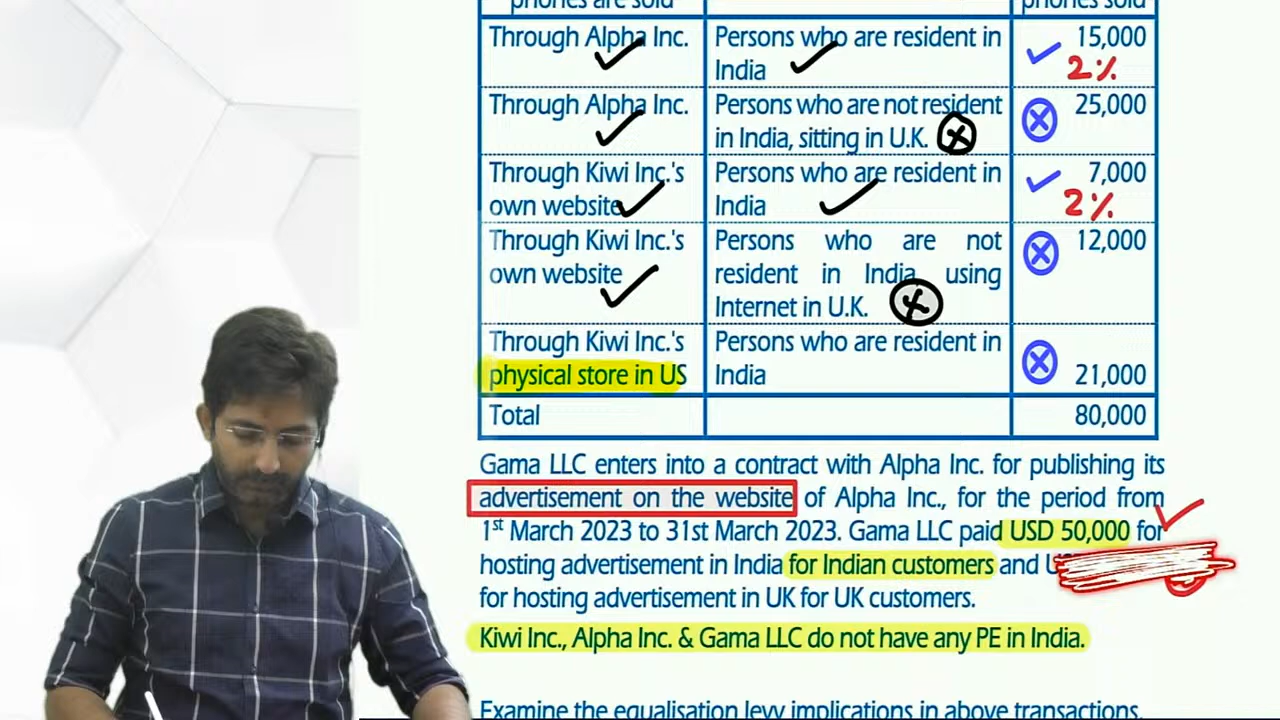 phones are sold
phones sold
Through Alpha Inc. Persons who are resident in India 15,000
2%
Through Alpha Inc. Persons who are not resident in India, sitting in U.K. 25,000
Through Kiwi Inc.'s own website Persons who are resident in India 7,000
2%
Through Kiwi Inc.'s own website Persons who are not resident in India using Internet in U.K. 12,000
Through Kiwi Inc.'s physical store in US Persons who are resident in India 21,000
Total 80,000
Gama LLC enters into a contract with Alpha Inc. for publishing its
advertisement on the website of Alpha Inc., for the period from
1st March 2023 to 31st March 2023. Gama LLC paid USD 50,000 for
hosting advertisement in India for Indian customers and
for hosting advertisement in UK for UK customers.
Kiwi Inc., Alpha Inc. & Gama LLC do not have any PE in India.
Examine the equalisation levy implications in above transactions.